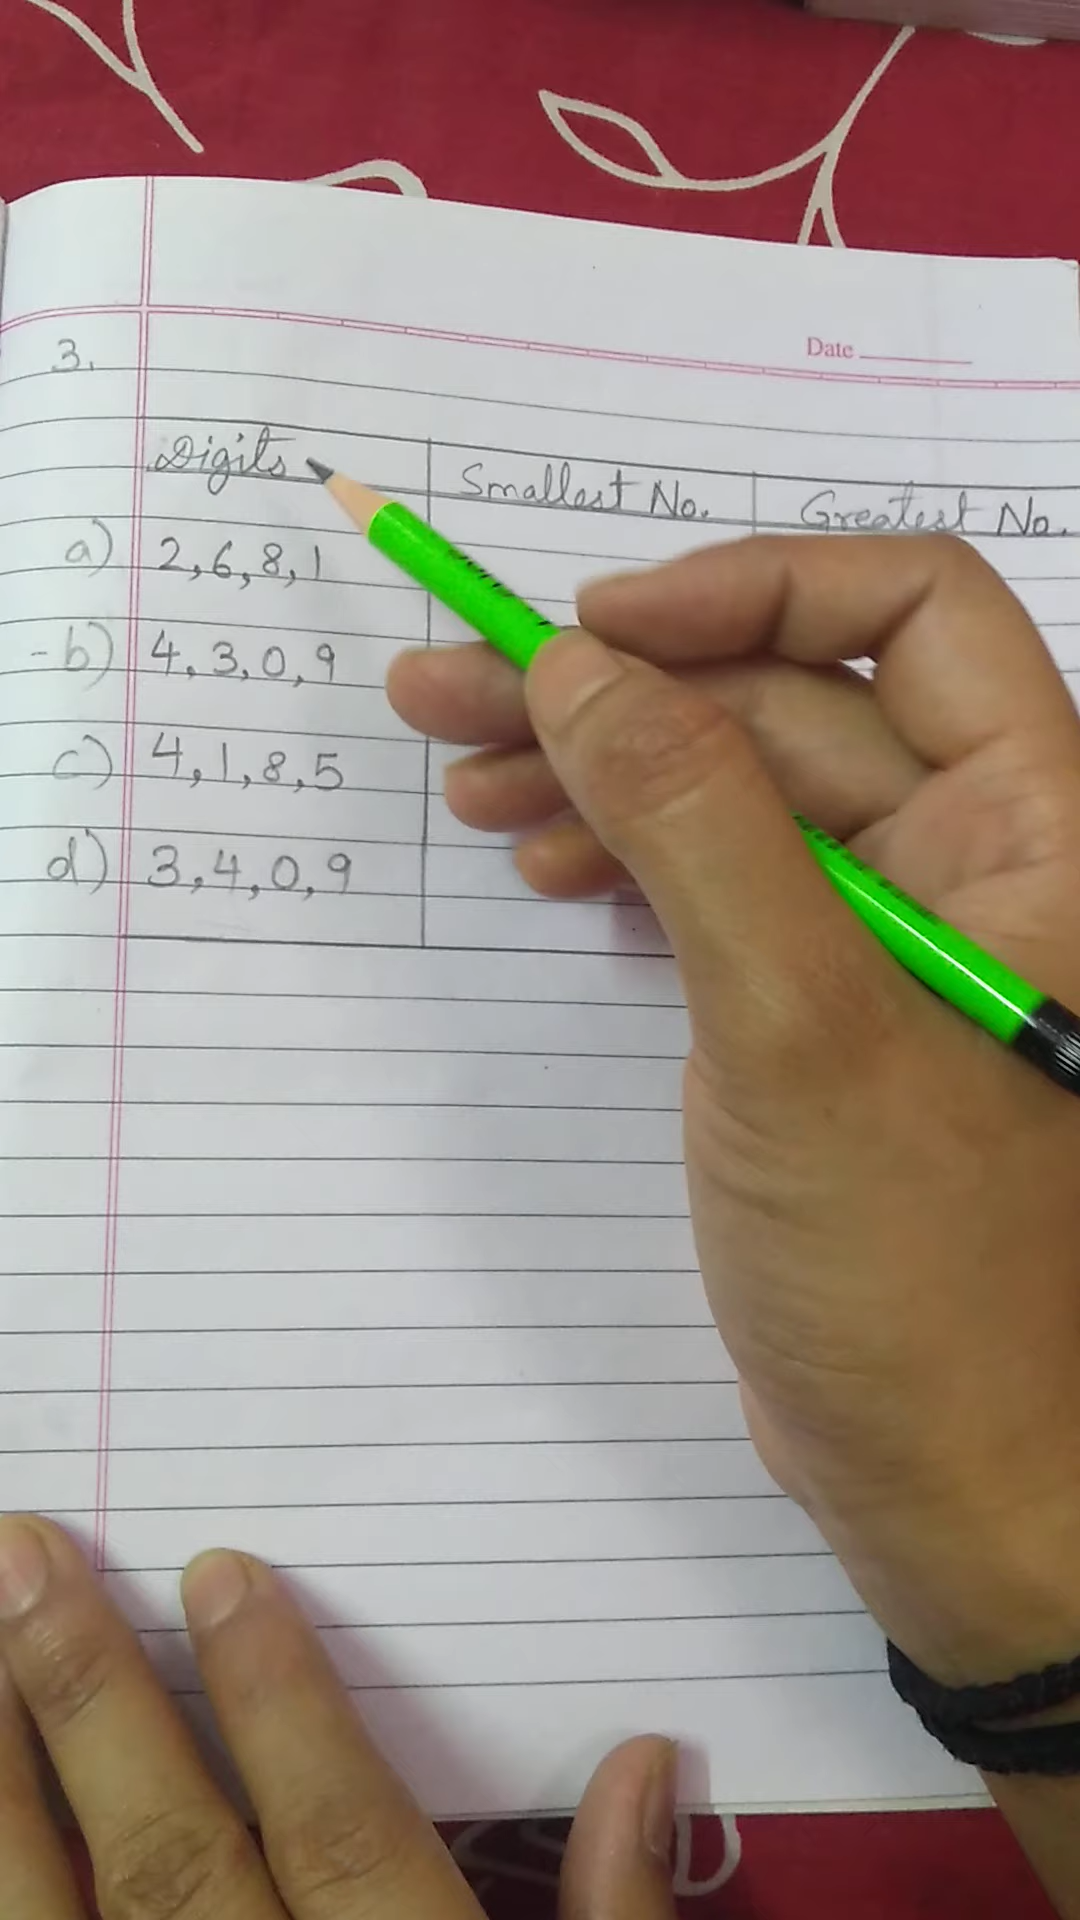 Date
3.
Digits Smallest No. Greatest No.
a) 2,6,8,1
-b) 4,3,0,9
c) 4,1,8,5
d) 3,4,0,9